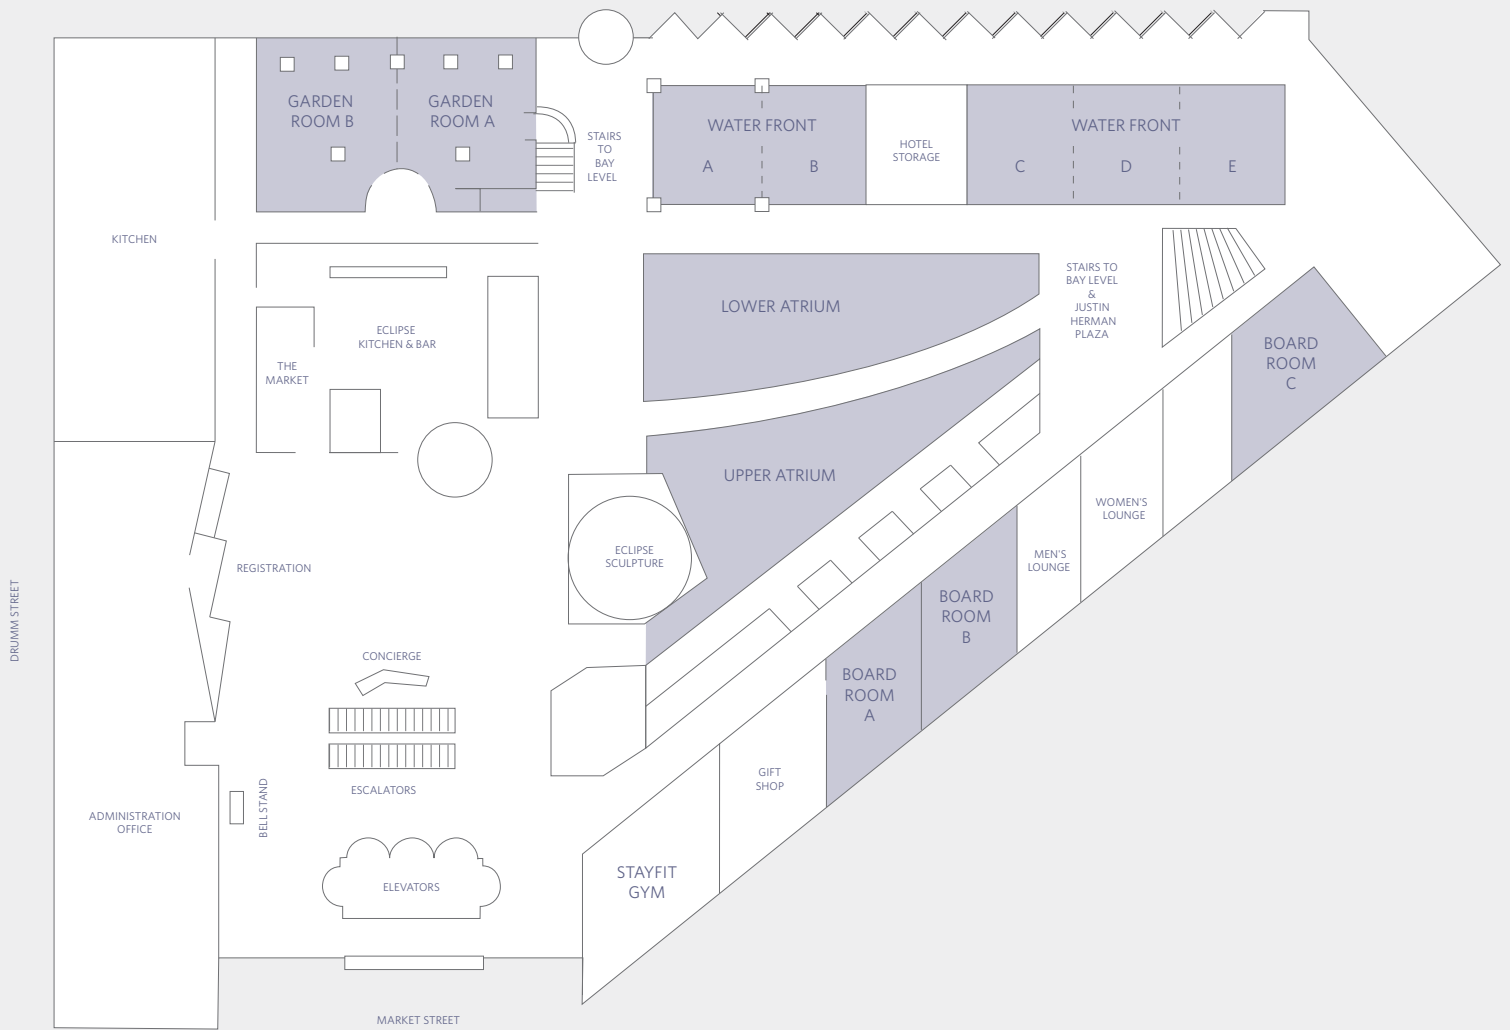 GARDEN
ROOM B
GARDEN
ROOM A
STAIRS
TO
BAY
LEVEL
WATER FRONT
A
B
HOTEL
STORAGE
WATER FRONT
C
D
E
KITCHEN
ECLIPSE
KITCHEN & BAR
THE
MARKET
LOWER ATRIUM
STAIRS TO
BAY LEVEL
&
JUSTIN
HERMAN
PLAZA
BOARD
ROOM
C
UPPER ATRIUM
WOMEN'S
LOUNGE
MEN'S
LOUNGE
ECLIPSE
SCULPTURE
REGISTRATION
BOARD
ROOM
B
DRUMM STREET
CONCIERGE
BOARD
ROOM
A
ESCALATORS
GIFT
SHOP
BELL STAND
ADMINISTRATION
OFFICE
ELEVATORS
STAYFIT
GYM
MARKET STREET